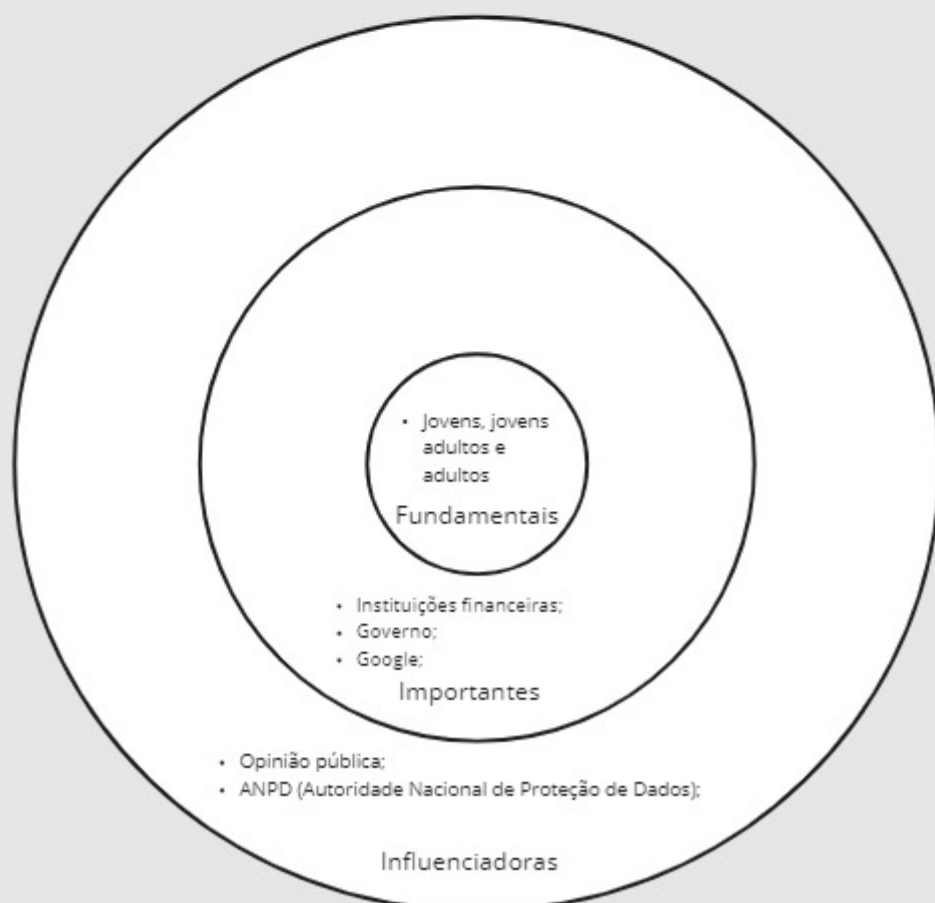 • Jovens, jovens
adultos e
adultos
Fundamentais
• Instituições financeiras;
• Governo;
• Google;
Importantes
• Opinião pública;
• ANPD (Autoridade Nacional de Proteção de Dados);
Influenciadoras